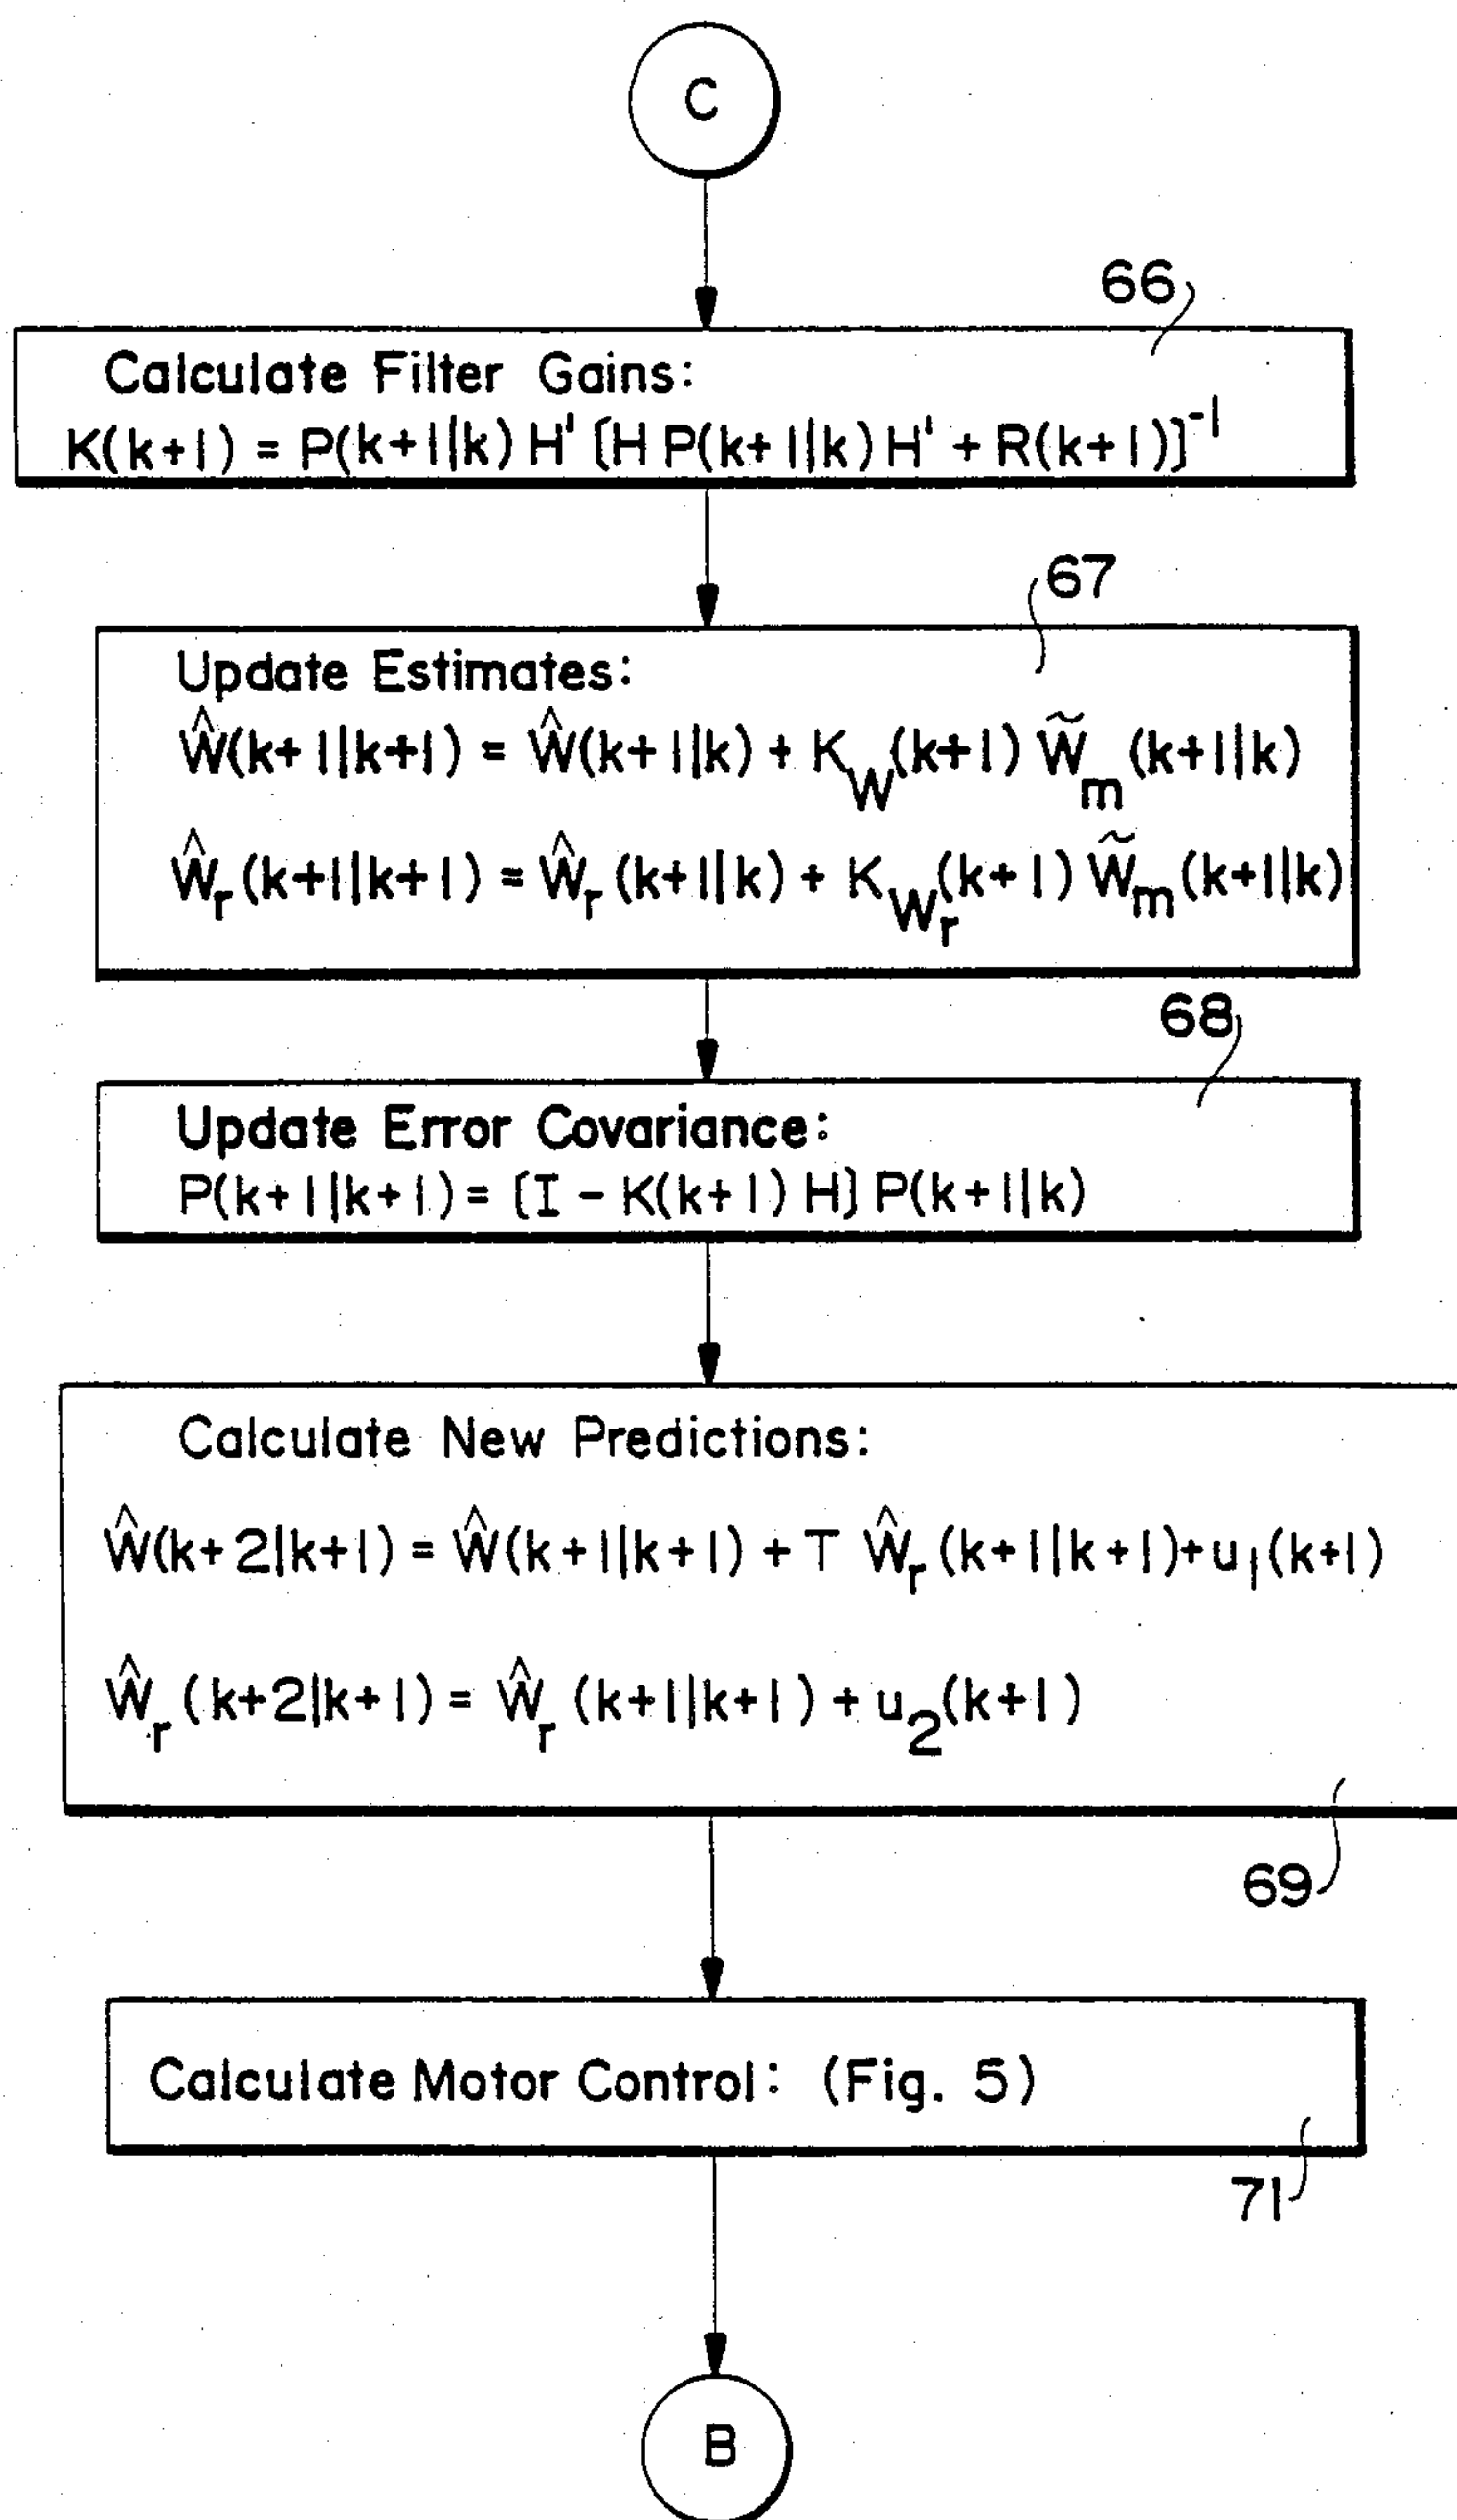 C
66
Calculate Filter Gains:
K(k+1) = P(k+1|k) H' [H P(k+1|k) H' + R(k+1)]⁻¹
67
Update Estimates:
Ŵ(k+1|k+1) = Ŵ(k+1|k) + K_W(k+1) W̃_m(k+1|k)
Ŵ_r(k+1|k+1) = Ŵ_r(k+1|k) + K_W_r(k+1) W̃_m(k+1|k)
68
Update Error Covariance:
P(k+1|k+1) = [I - K(k+1) H] P(k+1|k)
Calculate New Predictions:
Ŵ(k+2|k+1) = Ŵ(k+1|k+1) + T Ŵ_r(k+1|k+1) + u_1(k+1)
Ŵ_r(k+2|k+1) = Ŵ_r(k+1|k+1) + u_2(k+1)
69
Calculate Motor Control: (Fig. 5)
71
B